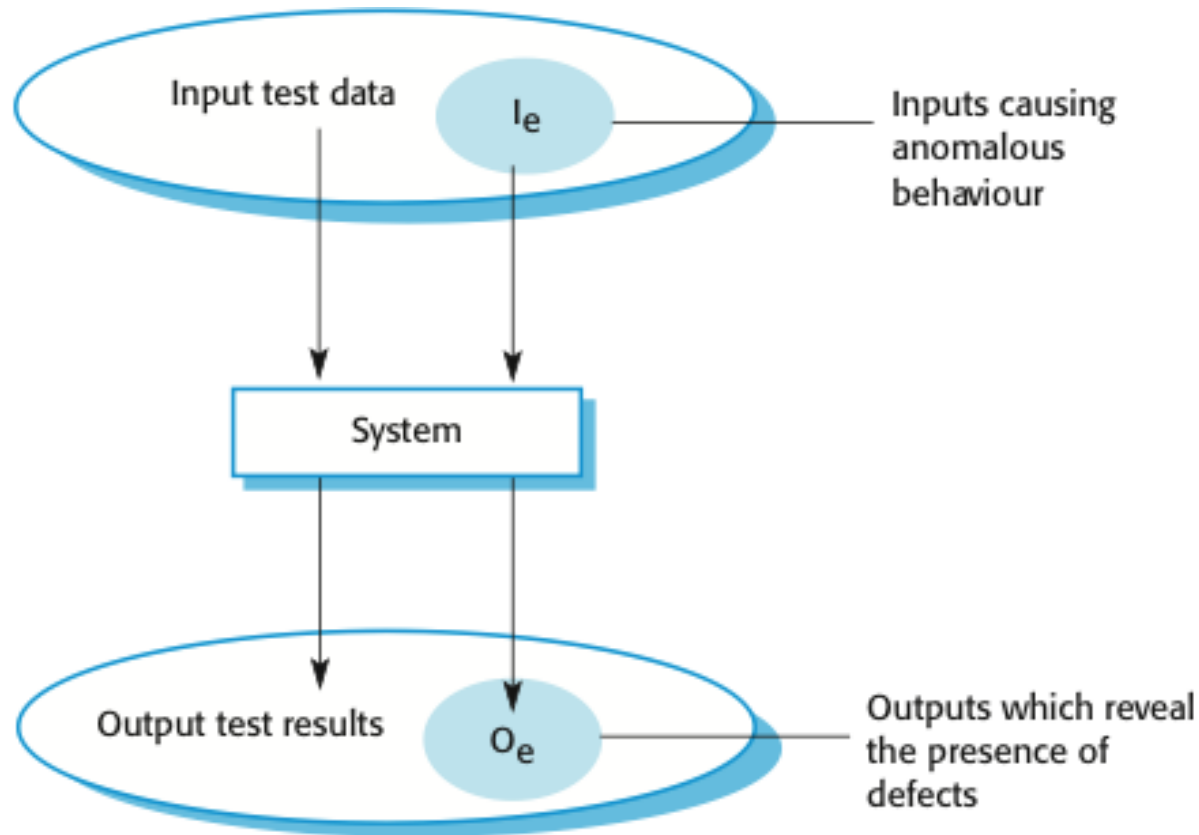 Input test data
Ie
Inputs causing
anomalous
behaviour
System
Output test results
Oe
Outputs which reveal
the presence of
defects